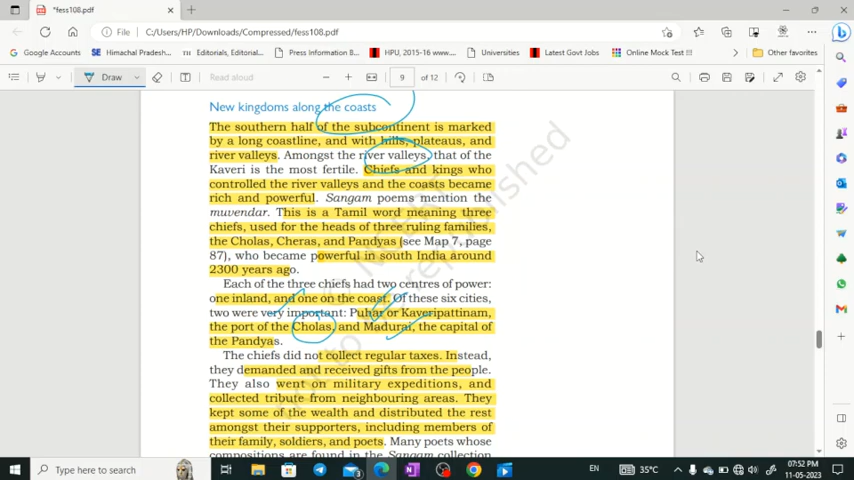 *fess108.pdf
File
C:/Users/HP/Downloads/Compressed/fess108.pdf
Google Accounts
Himachal Pradesh...
Editorials, Editorial...
Press Information B...
HPU, 2015-16 www....
Universities
Latest Govt Jobs
Online Mock Test !!!
Other favorites
Draw
Read aloud
9
of 12
New kingdoms along the coasts
The southern half of the subcontinent is marked
by a long coastline, and with hills, plateaus, and
river valleys. Amongst the river valleys, that of the
Kaveri is the most fertile. Chiefs and kings who
controlled the river valleys and the coasts became
rich and powerful. Sangam poems mention the
muvendar. This is a Tamil word meaning three
chiefs, used for the heads of three ruling families,
the Cholas, Cheras, and Pandyas (see Map 7, page
87), who became powerful in south India around
2300 years ago.
Each of the three chiefs had two centres of power:
one inland, and one on the coast. Of these six cities,
two were very important: Puhar or Kaveripattinam,
the port of the Cholas, and Madurai, the capital of
the Pandyas.
The chiefs did not collect regular taxes. Instead,
they demanded and received gifts from the people.
They also went on military expeditions, and
collected tribute from neighbouring areas. They
kept some of the wealth and distributed the rest
amongst their supporters, including members of
their family, soldiers, and poets. Many poets whose
compositions are found in the Sangam collection
Type here to search
EN
35°C
07:52 PM
11-05-2023